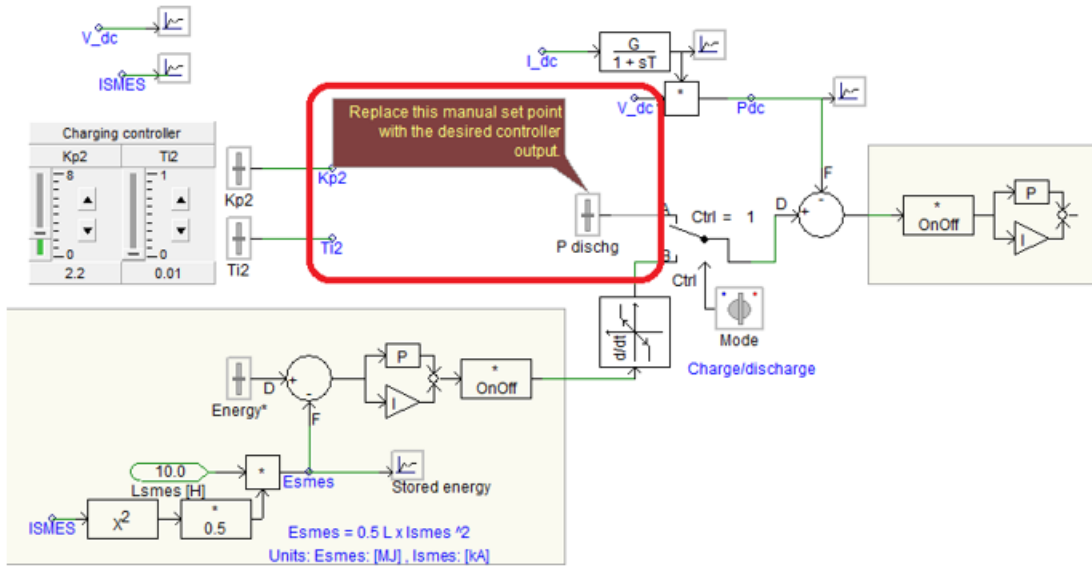 V_dc
ISMES
I_dc
G
1 + sT
V_dc
*
Pdc
Replace this manual set point
with the desired controller
output.
Charging controller
Kp2
Ti2
8
0
1
0
2.2
0.01
Kp2
Ti2
Kp2
Ti2
P dischg
A
B
Ctrl = 1
Ctrl
D
+
-
F
*
OnOff
P
I
d/dt
Mode
Charge/discharge
Energy*
D
+
-
F
P
I
*
OnOff
10.0
Lsmes [H]
*
Esmes
Stored energy
ISMES
X2
*
0.5
Esmes = 0.5 L x Ismes ^2
Units: Esmes: [MJ] , Ismes: [kA]